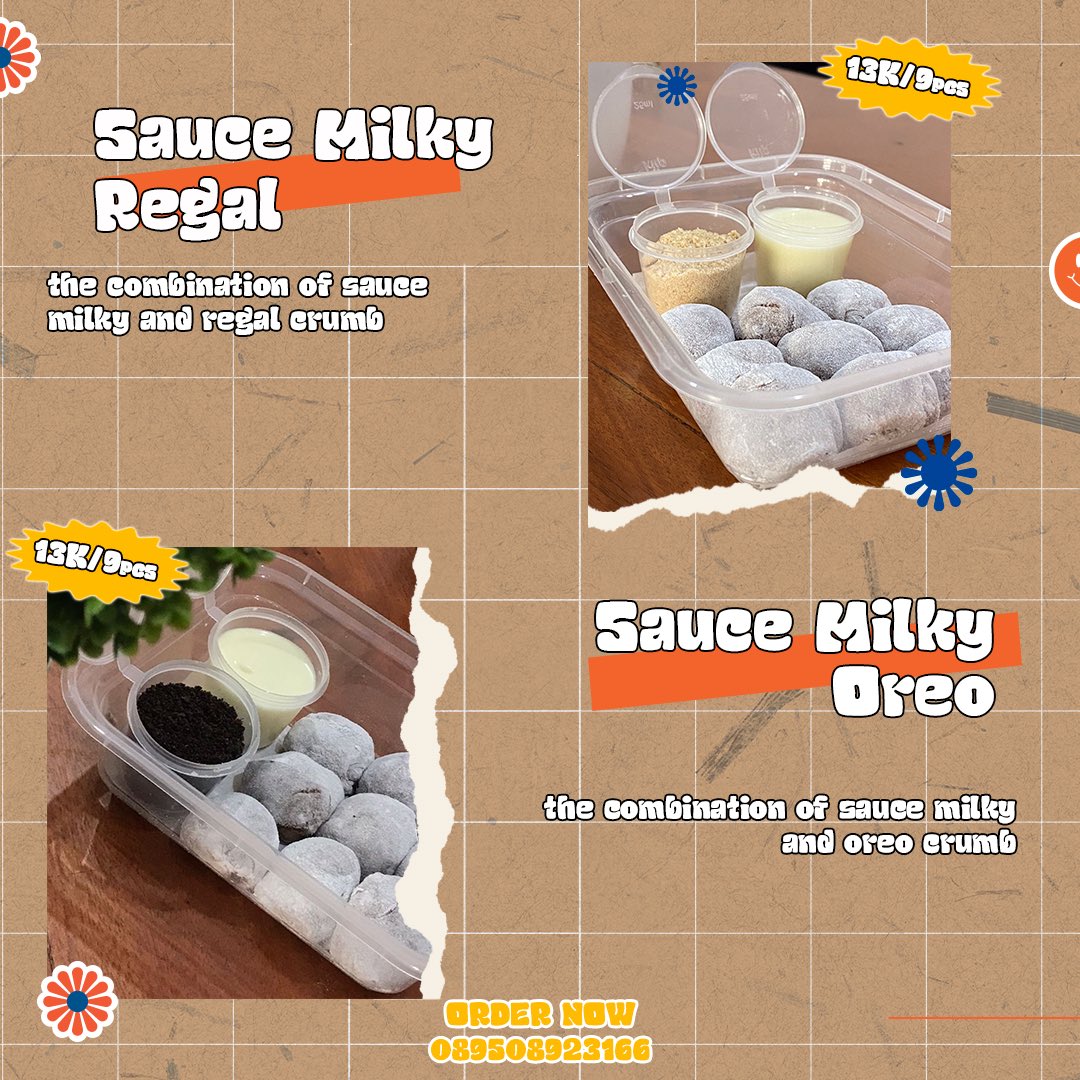 13K/9pcs
Sauce Milky
Regal
the combination of sauce
milky and regal crumb
13K/9pcs
Sauce Milky
Oreo
the combination of sauce milky
and oreo crumb
ORDER NOW
089508923166